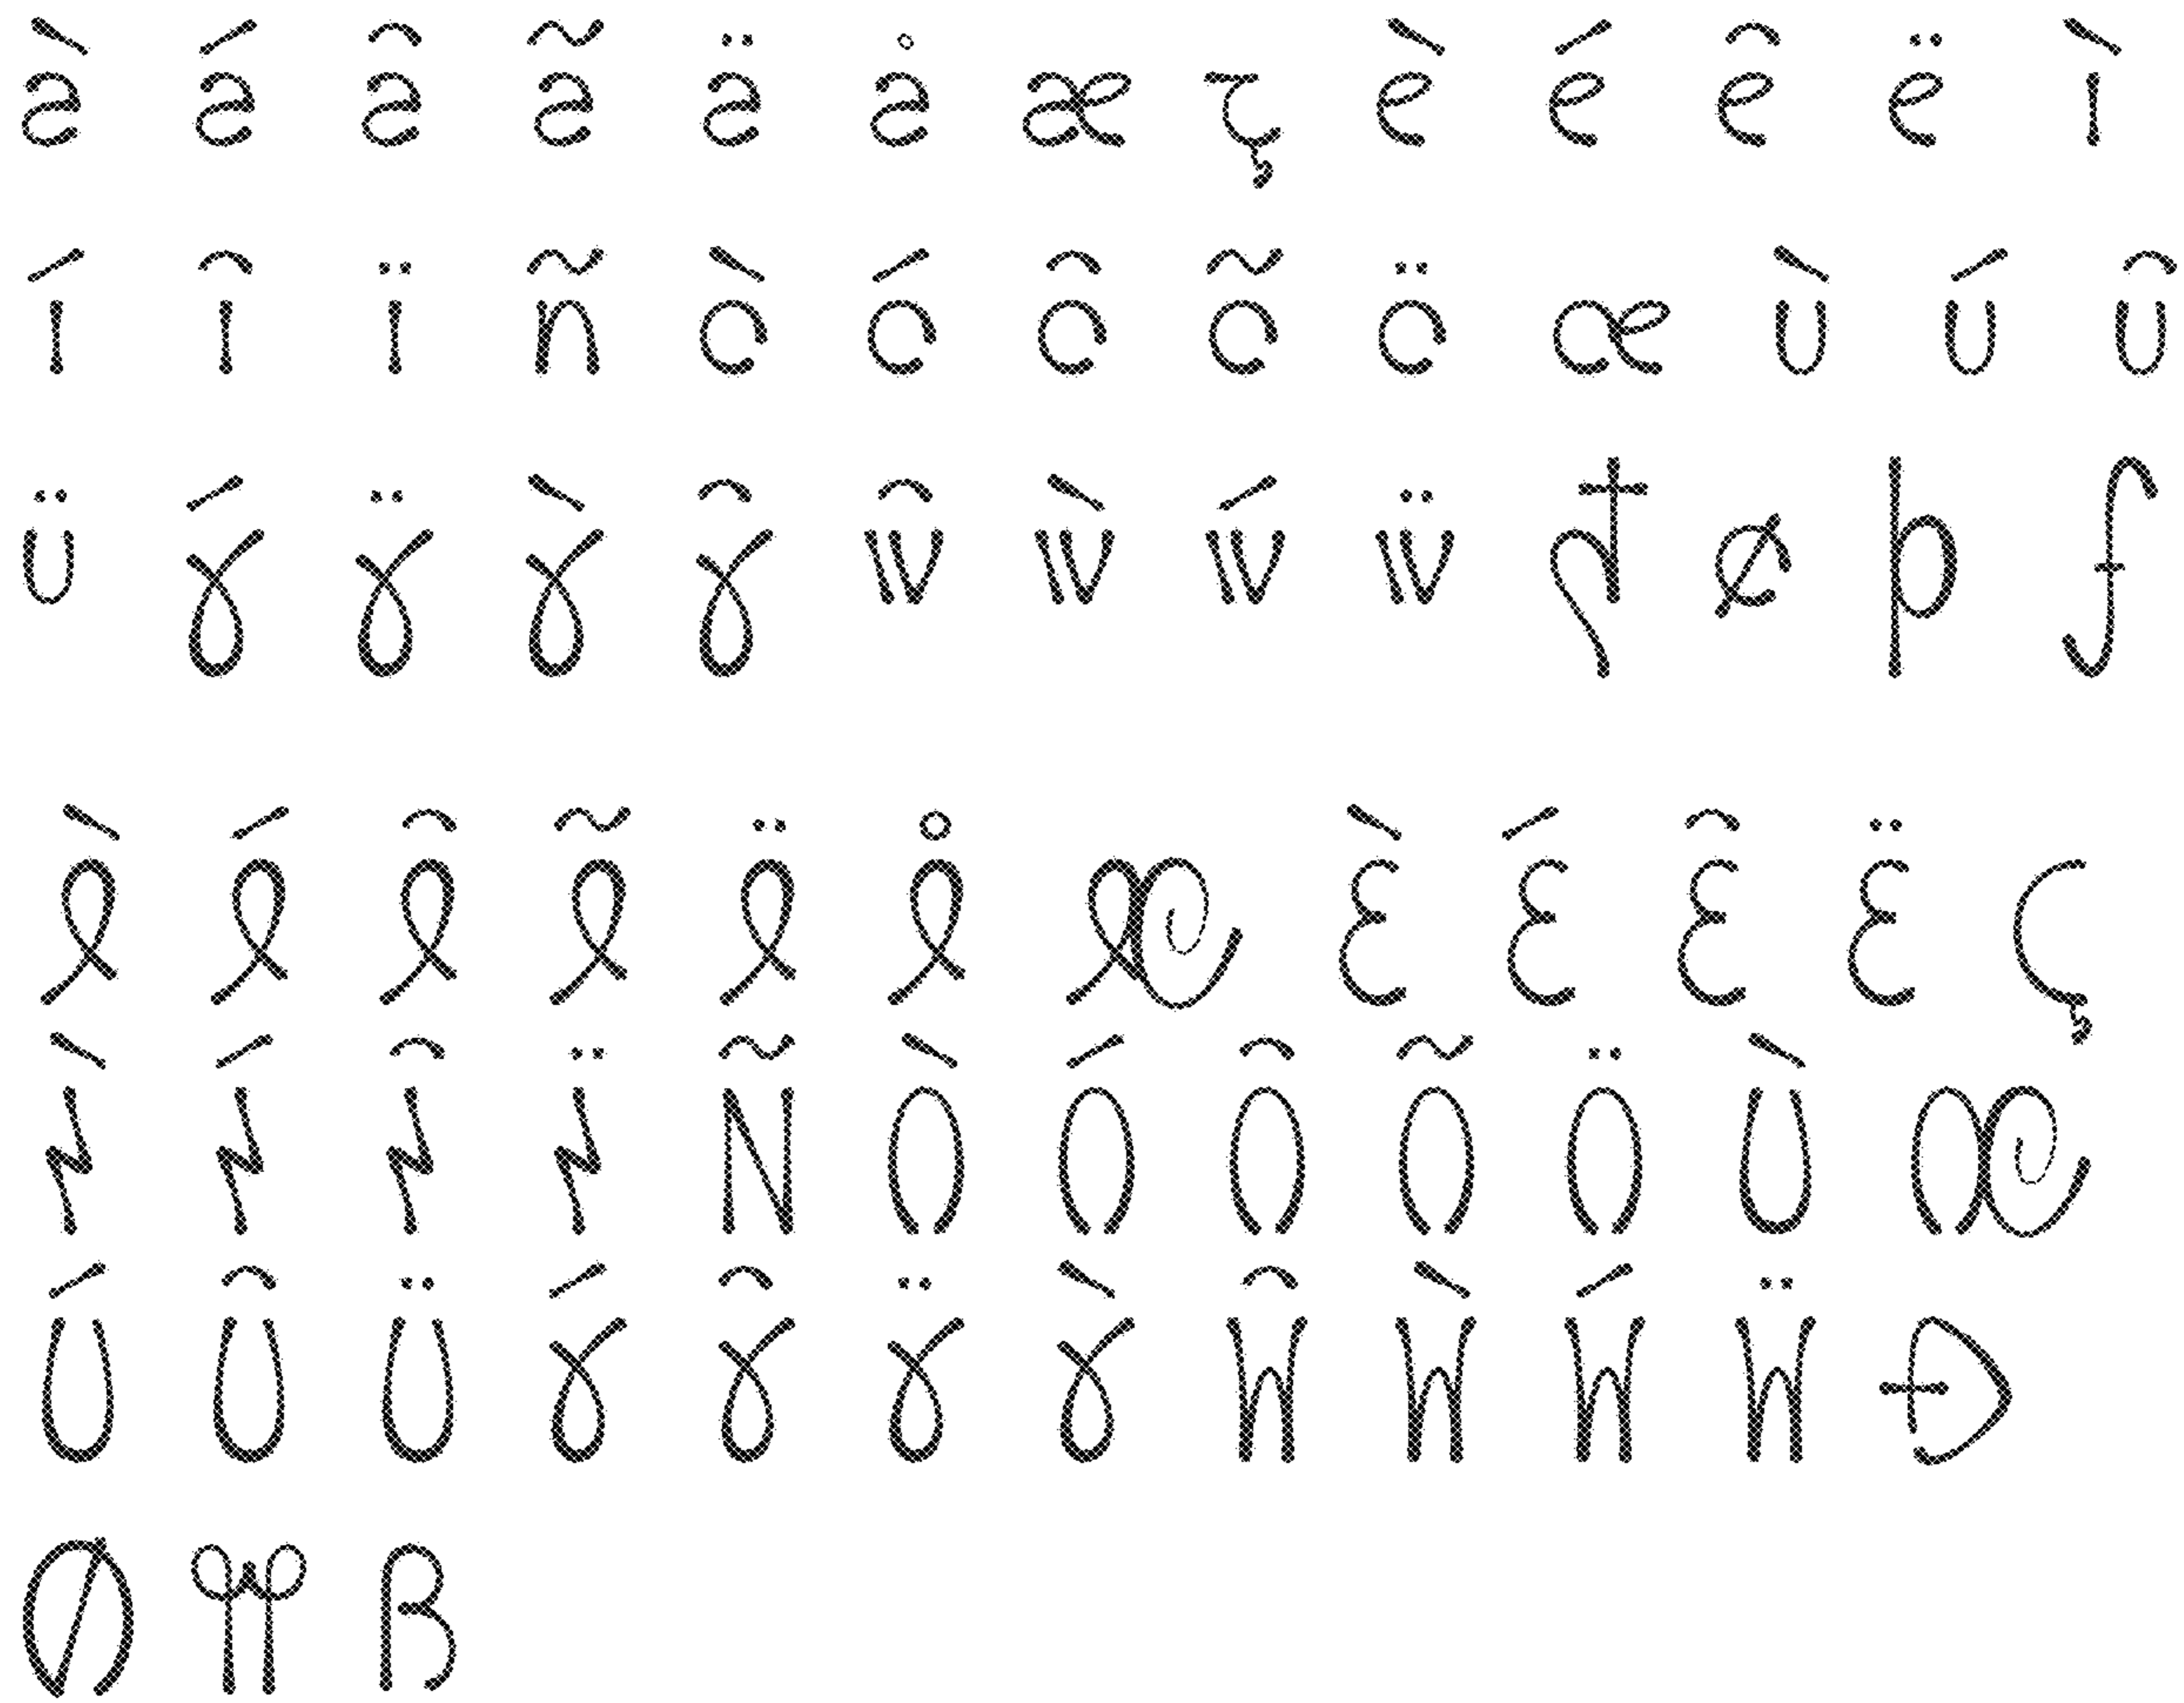 à á â ã ä å æ ç è é ê ë ì
í î ï ñ ò ó ô õ ö œ ù ú û
ü ý ÿ ỳ ŷ ŵ ẁ ẃ ẅ ð ø þ ƒ
À Á Â Ã Ä Å Æ È É Ê Ë Ç
Ì Í Î Ï Ñ Ò Ó Ô Õ Ö Ù Œ
Ú Û Ü Ý Ŷ Ÿ Ỳ Ŵ Ẁ Ẃ Ẅ Ð
Ø ß